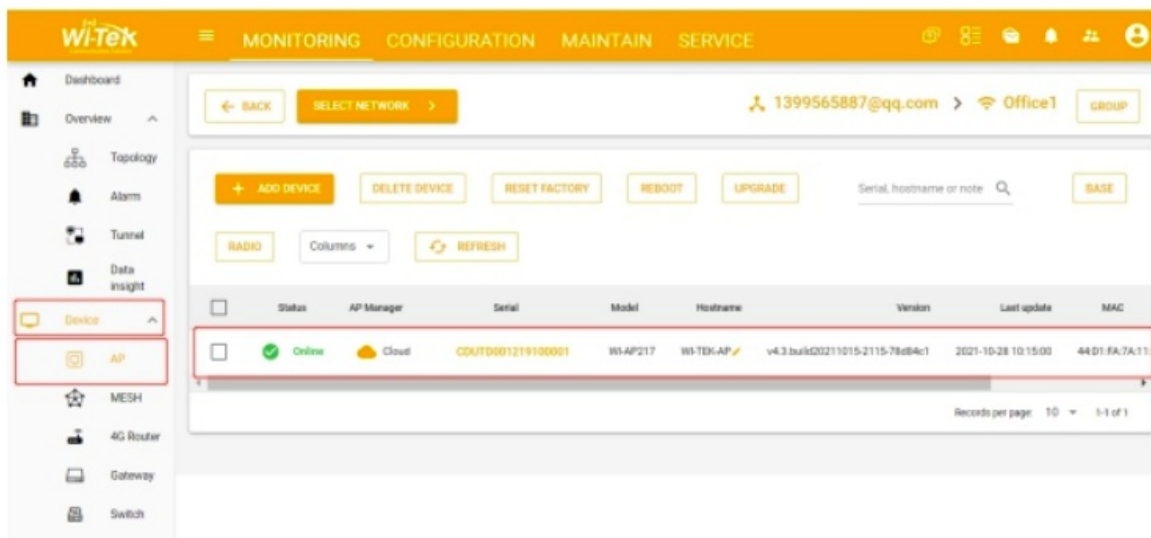 Wi-Tek
MONITORING CONFIGURATION MAINTAIN SERVICE
Dashboard
Overview
Topology
Alarm
Tunnel
Data
insight
Device
AP
MESH
4G Router
Gateway
Switch
BACK
SELECT NETWORK
1399565887@qq.com > Office1
GROUP
+ ADD DEVICE
DELETE DEVICE
RESET FACTORY
REBOOT
UPGRADE
Serial, hostname or note
BASE
RADIO
Columns
REFRESH
Status AP Manager Serial Model Hostname Version Last update MAC
Online Cloud CDUTD001219100001 WI-AP217 WI-TEK-AP v4.3.build20211015-2115-78d84c1 2021-10-28 10:15:00 44:D1:FA:7A:11:
Records per page: 10 1-1 of 1